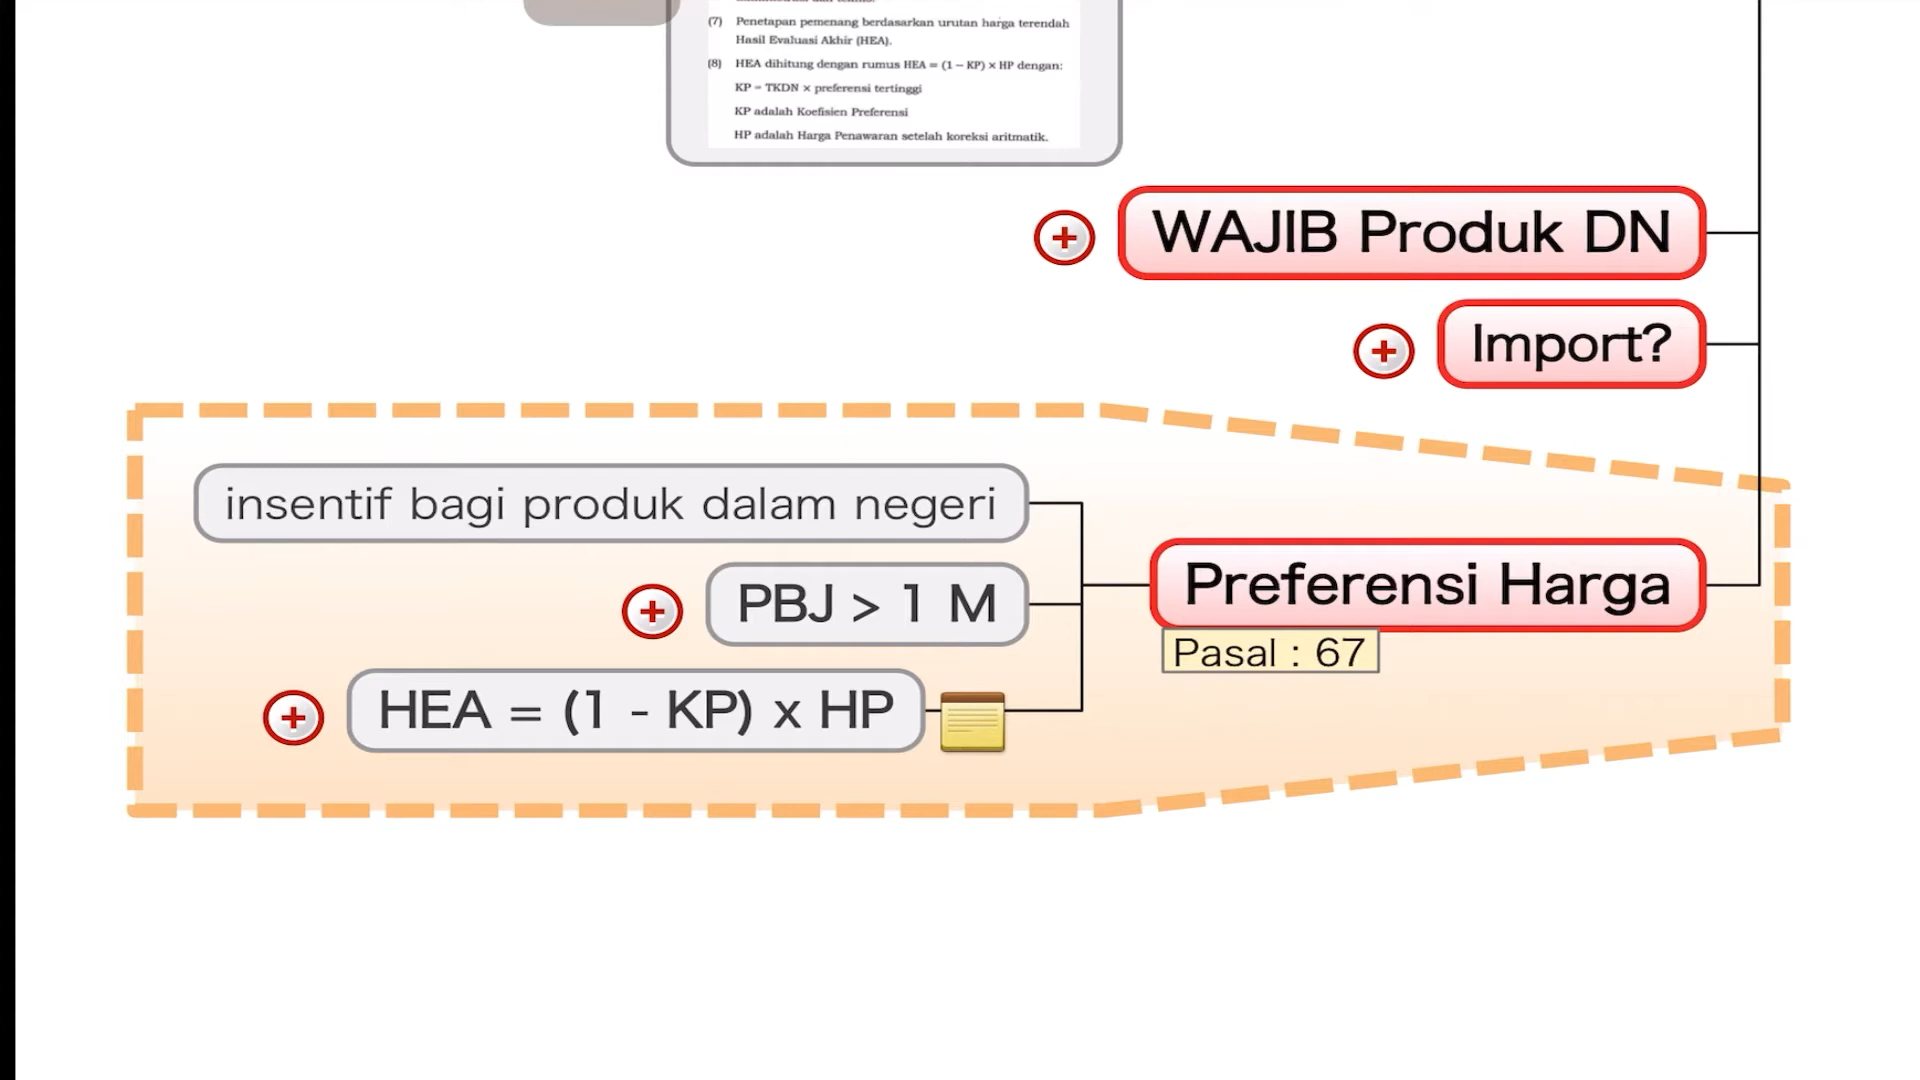 (7) Penetapan pemenang berdasarkan urutan harga terendah
Hasil Evaluasi Akhir (HEA).
(8) HEA dihitung dengan rumus HEA = (1 – KP) × HP dengan:
KP = TKDN × preferensi tertinggi
KP adalah Koefisien Preferensi
HP adalah Harga Penawaran setelah koreksi aritmatik.
WAJIB Produk DN
Import?
insentif bagi produk dalam negeri
PBJ > 1 M
HEA = (1 - KP) x HP
Preferensi Harga
Pasal : 67